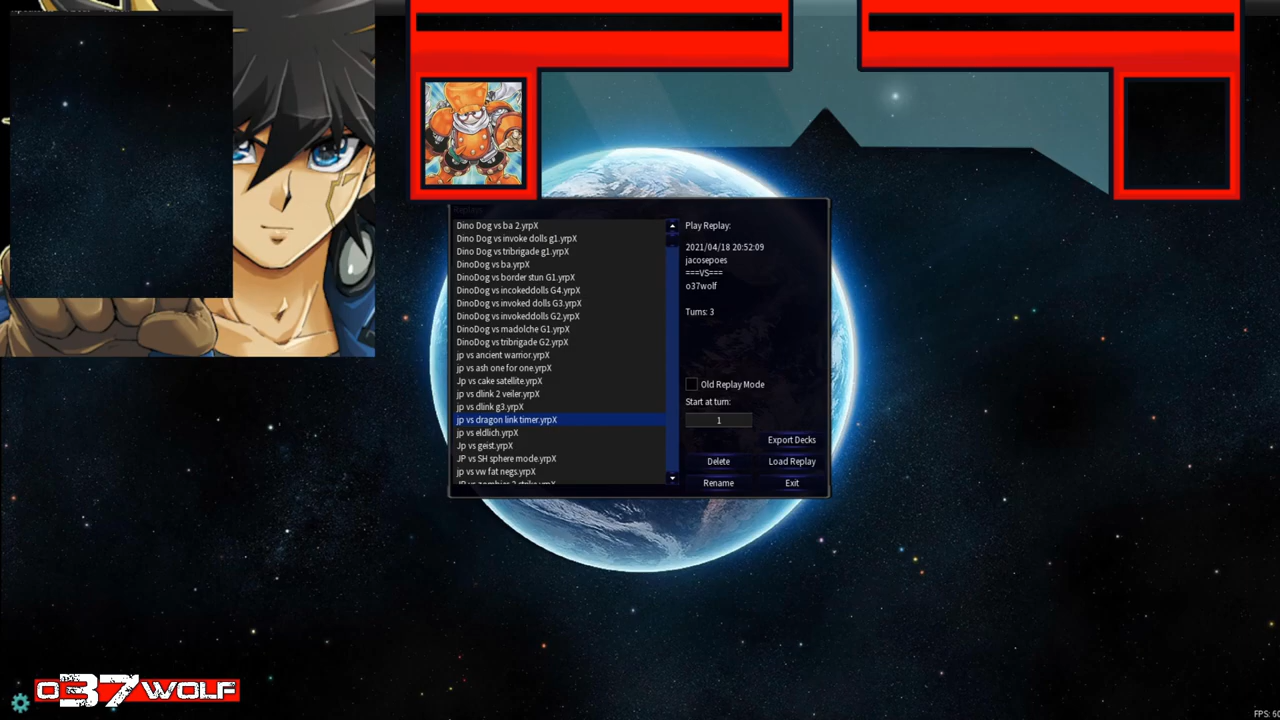 Dino Dog vs ba 2.yrpX
Dino Dog vs invoke dolls g1.yrpX
Dino Dog vs tribrigade g1.yrpX
DinoDog vs ba.yrpX
DinoDog vs border stun G1.yrpX
DinoDog vs incokeddolls G4.yrpX
DinoDog vs invoked dolls G3.yrpX
DinoDog vs invokeddolls G2.yrpX
DinoDog vs madolche G1.yrpX
DinoDog vs tribrigade G2.yrpX
jp vs ancient warrior.yrpX
jp vs ash one for one.yrpX
Jp vs cake satellite.yrpX
jp vs dlink 2 veiler.yrpX
jp vs dlink g3.yrpX
jp vs dragon link timer.yrpX
jp vs eldlich.yrpX
Jp vs geist.yrpX
JP vs SH sphere mode.yrpX
jp vs vw fat negs.yrpX
Play Replay:
2021/04/18 20:52:09
jacosepoes
===VS===
o37wolf
Turns: 3
Old Replay Mode
Start at turn:
1
Export Decks
Delete
Load Replay
Rename
Exit
o37WOLF
FPS: 60